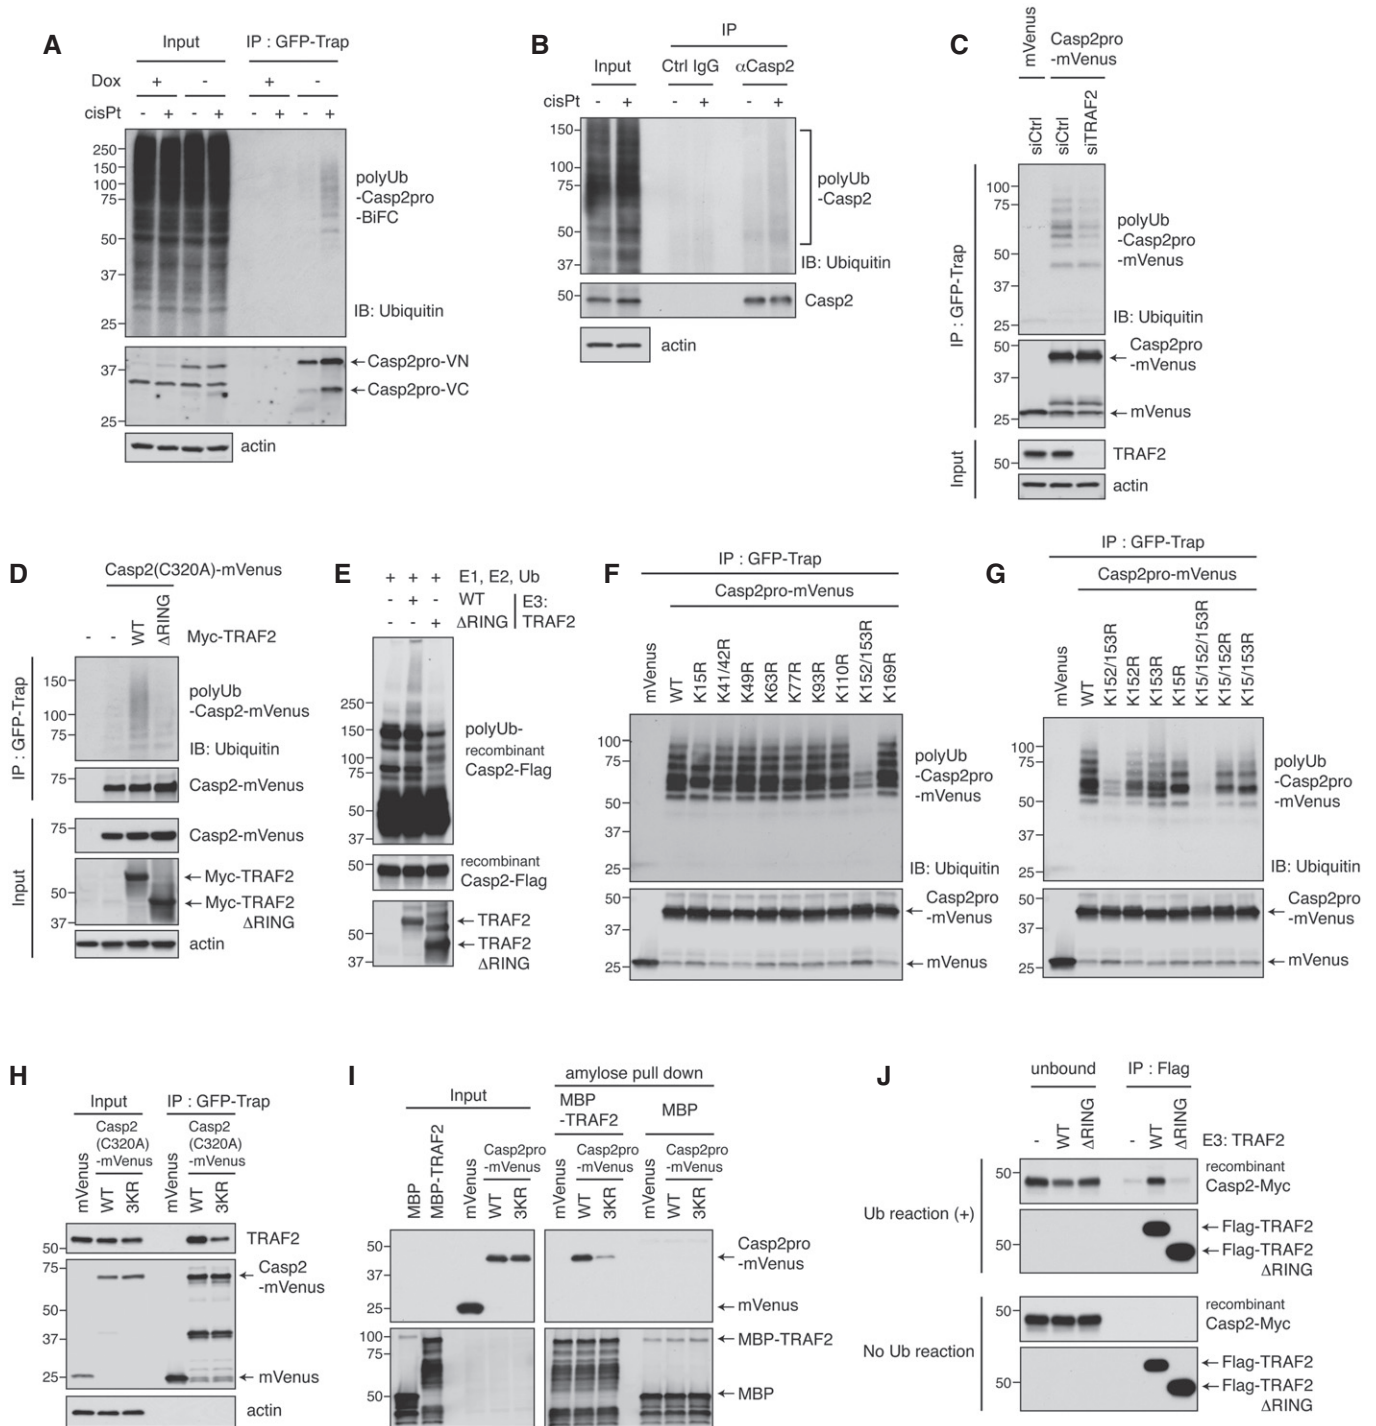 A
Input
IP : GFP-Trap
Dox + - + -
cisPt - + - + - + - +
250
150
100
75
50
37
25
polyUb
-Casp2pro
-BiFC
IB: Ubiquitin
37
25
Casp2pro-VN
Casp2pro-VC
actin
B
IP
Input
Ctrl IgG
αCasp2
cisPt - + - + - +
150
100
75
50
37
polyUb
-Casp2
IB: Ubiquitin
50
Casp2
actin
C
mVenus
Casp2pro
-mVenus
siCtrl
siCtrl
siTRAF2
IP : GFP-Trap
100
75
50
37
25
polyUb
-Casp2pro
-mVenus
IB: Ubiquitin
50
37
25
Casp2pro
-mVenus
mVenus
Input
50
TRAF2
actin
D
Casp2(C320A)-mVenus
- - WT ΔRING Myc-TRAF2
IP : GFP-Trap
150
100
75
polyUb
-Casp2-mVenus
IB: Ubiquitin
75
Casp2-mVenus
Input
75
Casp2-mVenus
50
37
Myc-TRAF2
Myc-TRAF2
ΔRING
actin
E
+ + + E1, E2, Ub
- + - WT
- - + ΔRING
E3:
TRAF2
250
150
100
75
50
37
polyUb-
recombinant
Casp2-Flag
50
recombinant
Casp2-Flag
50
37
TRAF2
TRAF2
ΔRING
F
IP : GFP-Trap
Casp2pro-mVenus
mVenus
WT
K15R
K41/42R
K49R
K63R
K77R
K93R
K110R
K152/153R
K169R
100
75
50
37
25
polyUb
-Casp2pro
-mVenus
IB: Ubiquitin
50
37
25
Casp2pro
-mVenus
mVenus
G
IP : GFP-Trap
Casp2pro-mVenus
mVenus
WT
K152/153R
K152R
K153R
K15R
K15/152/153R
K15/152R
K15/153R
100
75
50
37
25
polyUb
-Casp2pro
-mVenus
IB: Ubiquitin
50
37
25
Casp2pro
-mVenus
mVenus
H
Input
IP : GFP-Trap
mVenus
Casp2
(C320A)
-mVenus
WT
3KR
mVenus
Casp2
(C320A)
-mVenus
WT
3KR
50
TRAF2
75
50
37
25
Casp2
-mVenus
mVenus
actin
I
Input
amylose pull down
MBP
-TRAF2
MBP
MBP
MBP-TRAF2
mVenus
Casp2pro
-mVenus
WT
3KR
mVenus
Casp2pro
-mVenus
WT
3KR
mVenus
Casp2pro
-mVenus
WT
3KR
50
37
25
Casp2pro
-mVenus
mVenus
100
75
50
MBP-TRAF2
MBP
J
unbound
IP : Flag
- WT ΔRING - WT ΔRING E3: TRAF2
Ub reaction (+)
50
recombinant
Casp2-Myc
50
Flag-TRAF2
Flag-TRAF2
ΔRING
No Ub reaction
50
recombinant
Casp2-Myc
50
Flag-TRAF2
Flag-TRAF2
ΔRING